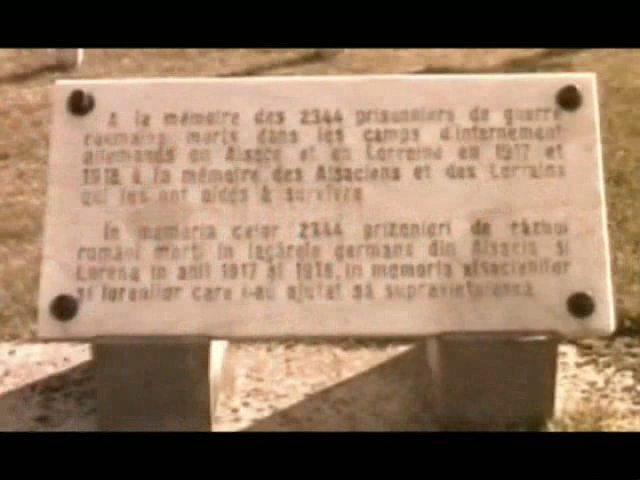 A la mémoire des 2344 prisonniers de guerre
roumains, morts dans les camps d'internement
allemands en Alsace et en Lorraine en 1917 et
1918 à la mémoire des Alsaciens et des Lorrains
qui les ont aidés à survivre
In memoria celor 2344 prizonieri de război
români morți în lagărele germane din Alsacia și
Lorena în anii 1917 și 1918, în memoria alsacienilor
și lorenilor care i-au ajutat să supraviețuiască